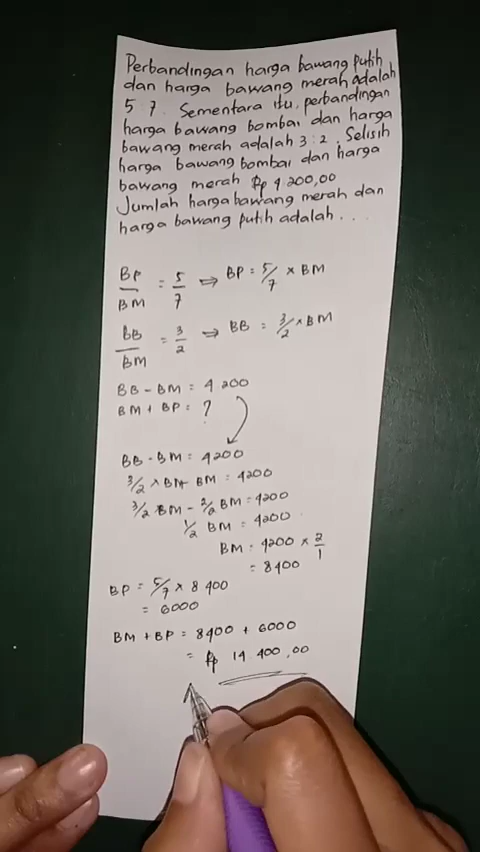 Perbandingan harga bawang putih
dan harga bawang merah adalah
5 : 7. Sementara itu, perbandingan
harga bawang bombai dan harga
bawang merah adalah 3 : 2. Selisih
harga bawang bombai dan harga
bawang merah Rp 4 200,00
Jumlah harga bawang merah dan
harga bawang putih adalah . . .
BP/BM = 5/7 ⇒ BP = 5/7 × BM
BB/BM = 3/2 ⇒ BB = 3/2 × BM
BB - BM = 4 200
BM + BP = ?
BB - BM = 4200
3/2 × BM - BM = 4200
3/2 BM - 2/2 BM = 4200
1/2 BM = 4200
BM = 4200 × 2/1
= 8400
BP = 5/7 × 8 400
= 6000
BM + BP = 8400 + 6000
= Rp 14 400,00